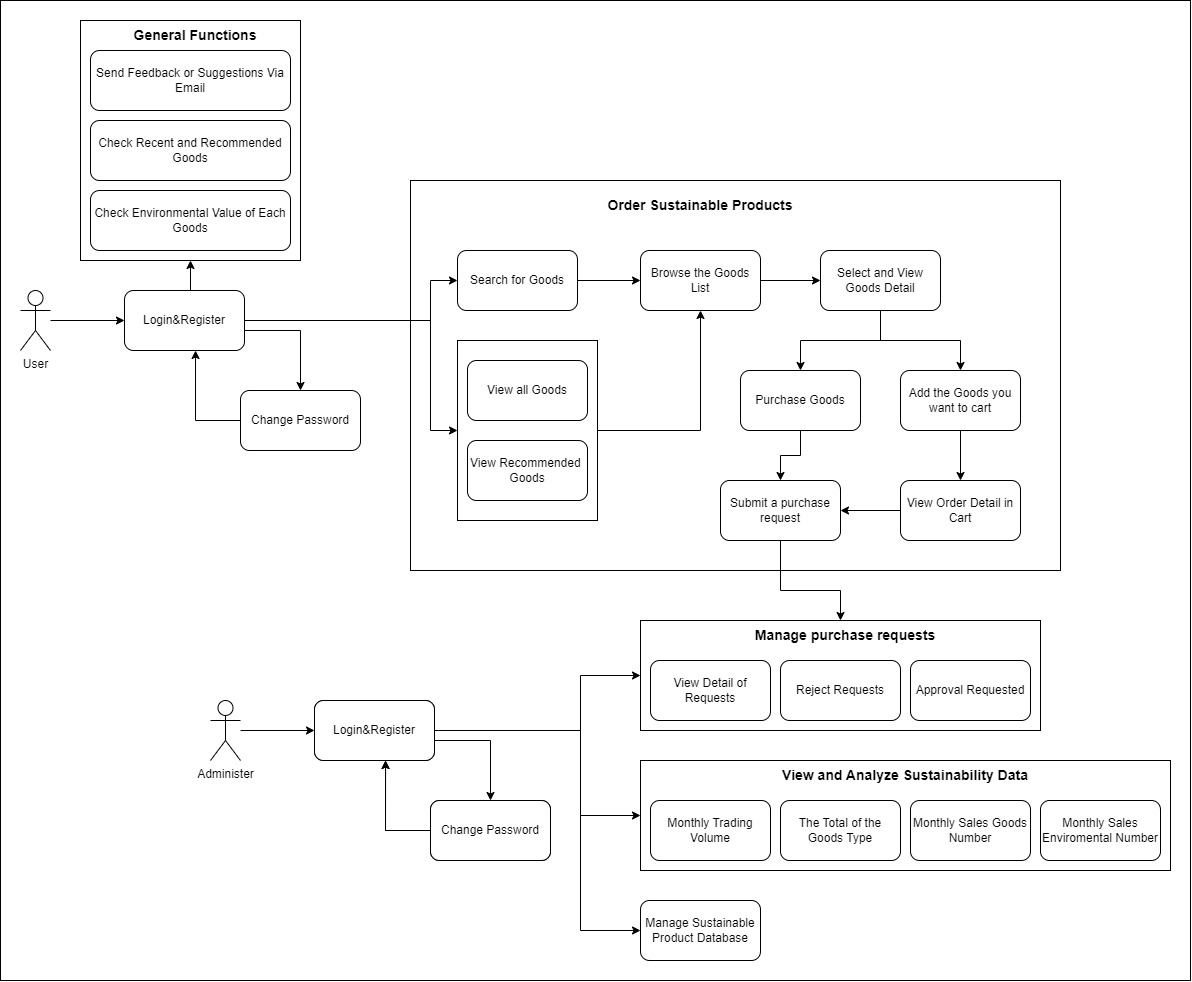 General Functions
Send Feedback or Suggestions Via
Email
Check Recent and Recommended
Goods
Check Environmental Value of Each
Goods
User
Login&Register
Change Password
Order Sustainable Products
Search for Goods
Browse the Goods
List
Select and View
Goods Detail
View all Goods
View Recommended
Goods
Purchase Goods
Add the Goods you
want to cart
Submit a purchase
request
View Order Detail in
Cart
Manage purchase requests
View Detail of
Requests
Reject Requests
Approval Requested
Administer
Login&Register
Change Password
View and Analyze Sustainability Data
Monthly Trading
Volume
The Total of the
Goods Type
Monthly Sales Goods
Number
Monthly Sales
Enviromental Number
Manage Sustainable
Product Database